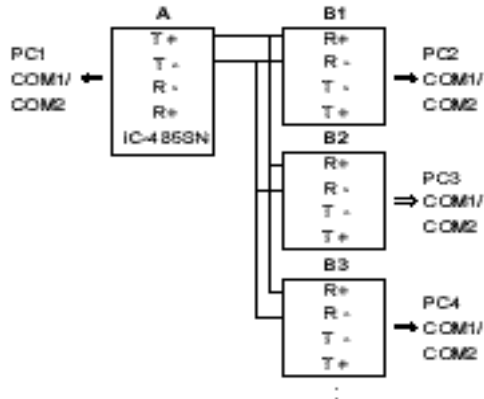 A
T+
T-
R-
R+
IC-485SN
PC1
COM1/
COM2
B1
R+
R-
T-
T+
PC2
COM1/
COM2
B2
R+
R-
T-
T+
PC3
COM1/
COM2
B3
R+
R-
T-
T+
PC4
COM1/
COM2